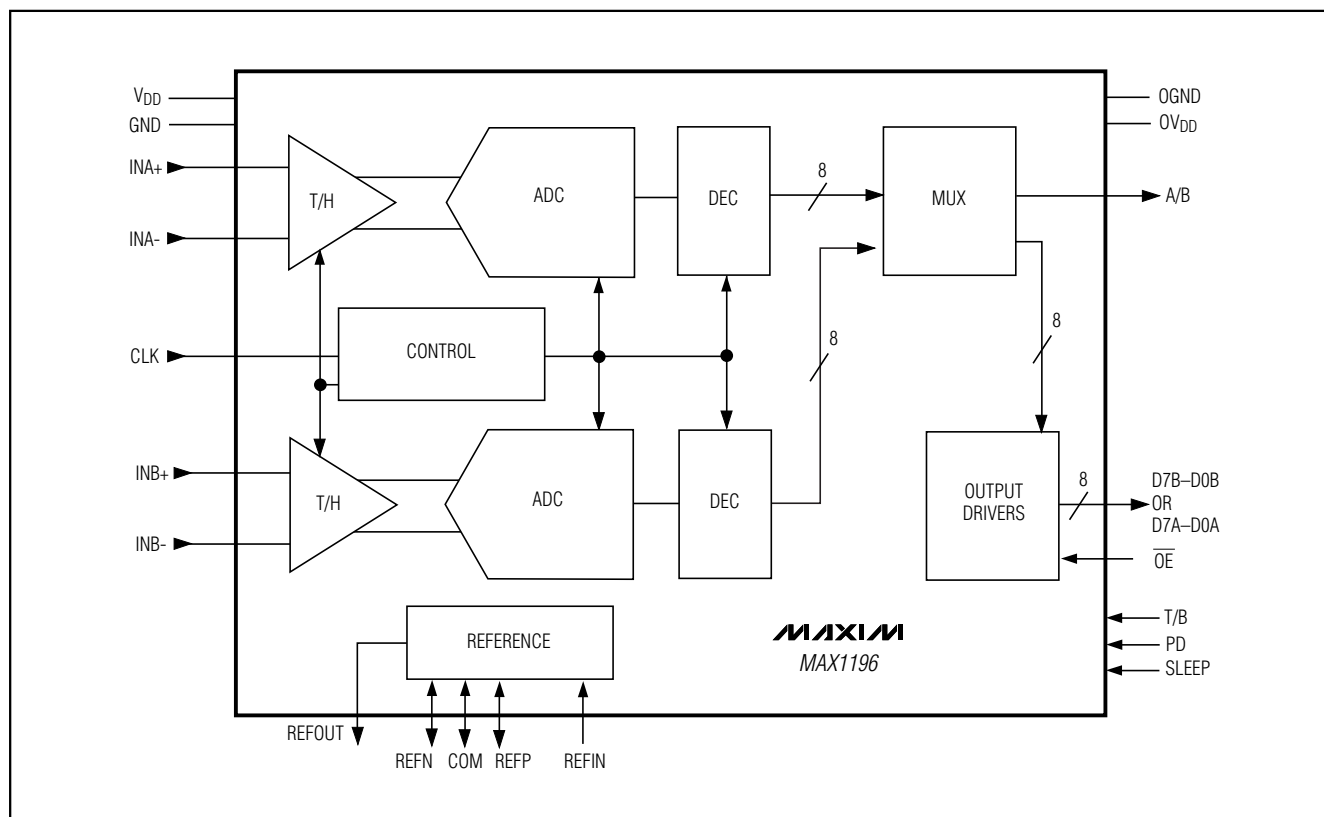 VDD
GND
INA+
INA-
CLK
INB+
INB-
T/H
ADC
DEC
8
MUX
CONTROL
8
8
T/H
ADC
DEC
OUTPUT
DRIVERS
8
REFERENCE
MAXIM
MAX1196
OGND
OVDD
A/B
D7B–D0B
OR
D7A–D0A
OE
T/B
PD
SLEEP
REFOUT
REFN
COM
REFP
REFIN